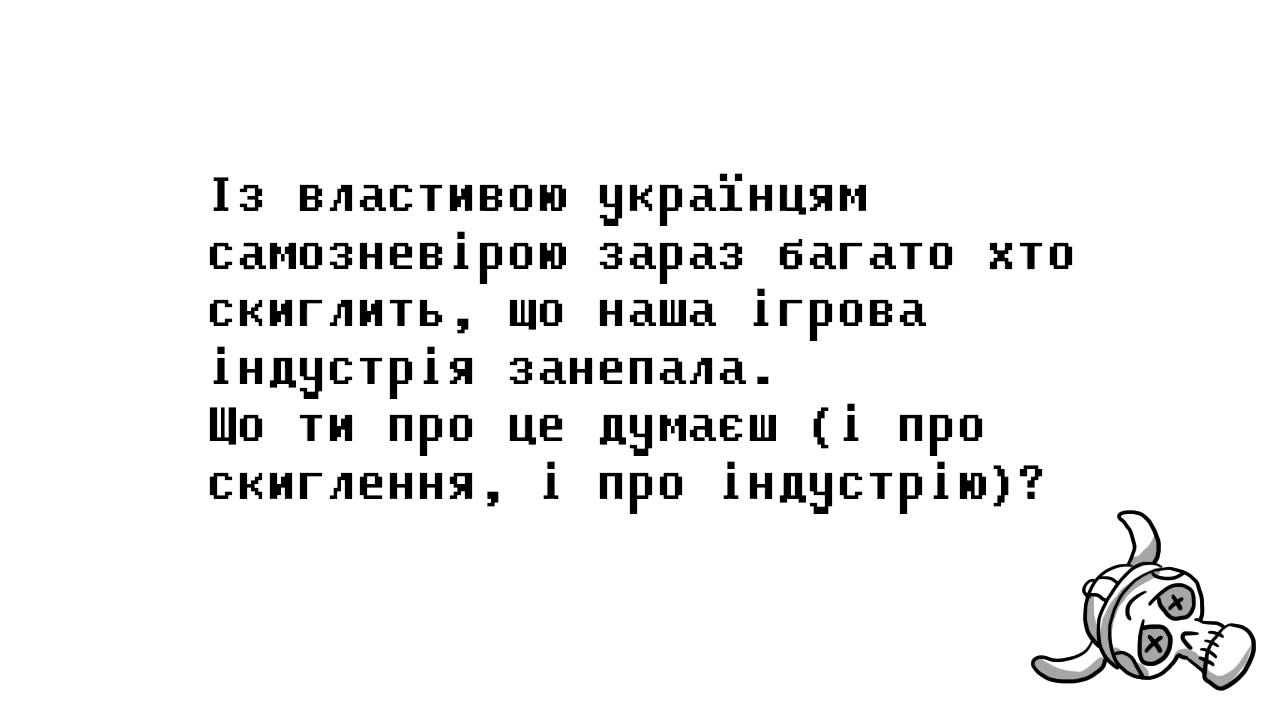 Із властивою українцям
самозневірою зараз багато хто
скиглить, що наша ігрова
індустрія занепала.
Що ти про це думаєш (і про
скиглення, і про індустрію)?